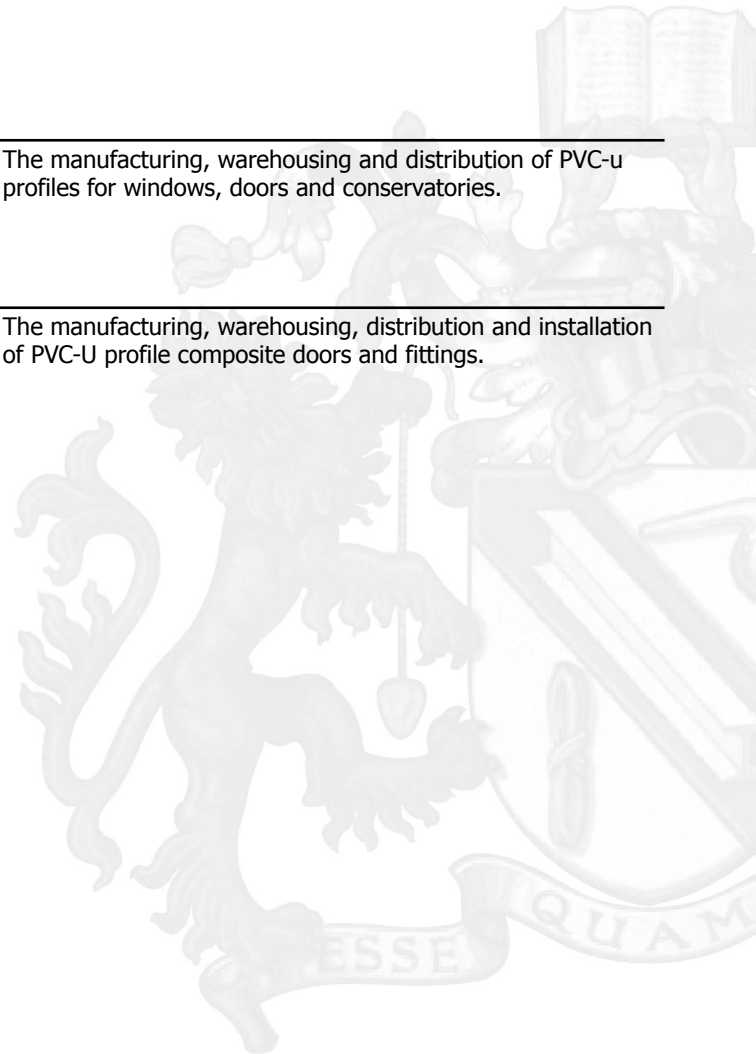 The manufacturing, warehousing and distribution of PVC-u
profiles for windows, doors and conservatories.
The manufacturing, warehousing, distribution and installation
of PVC-U profile composite doors and fittings.
ESSE
QUAM